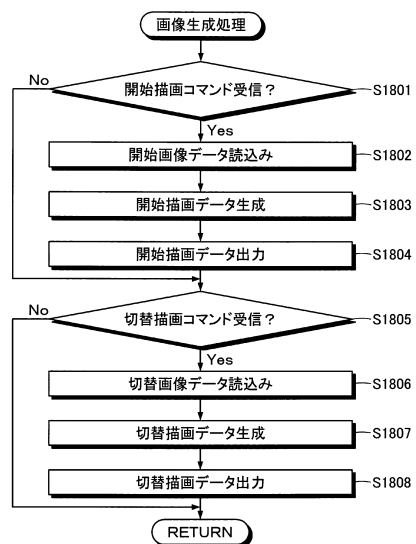 画像生成処理
No
開始描画コマンド受信？
S1801
Yes
開始画像データ読込み
S1802
開始描画データ生成
S1803
開始描画データ出力
S1804
No
切替描画コマンド受信？
S1805
Yes
切替画像データ読込み
S1806
切替描画データ生成
S1807
切替描画データ出力
S1808
RETURN